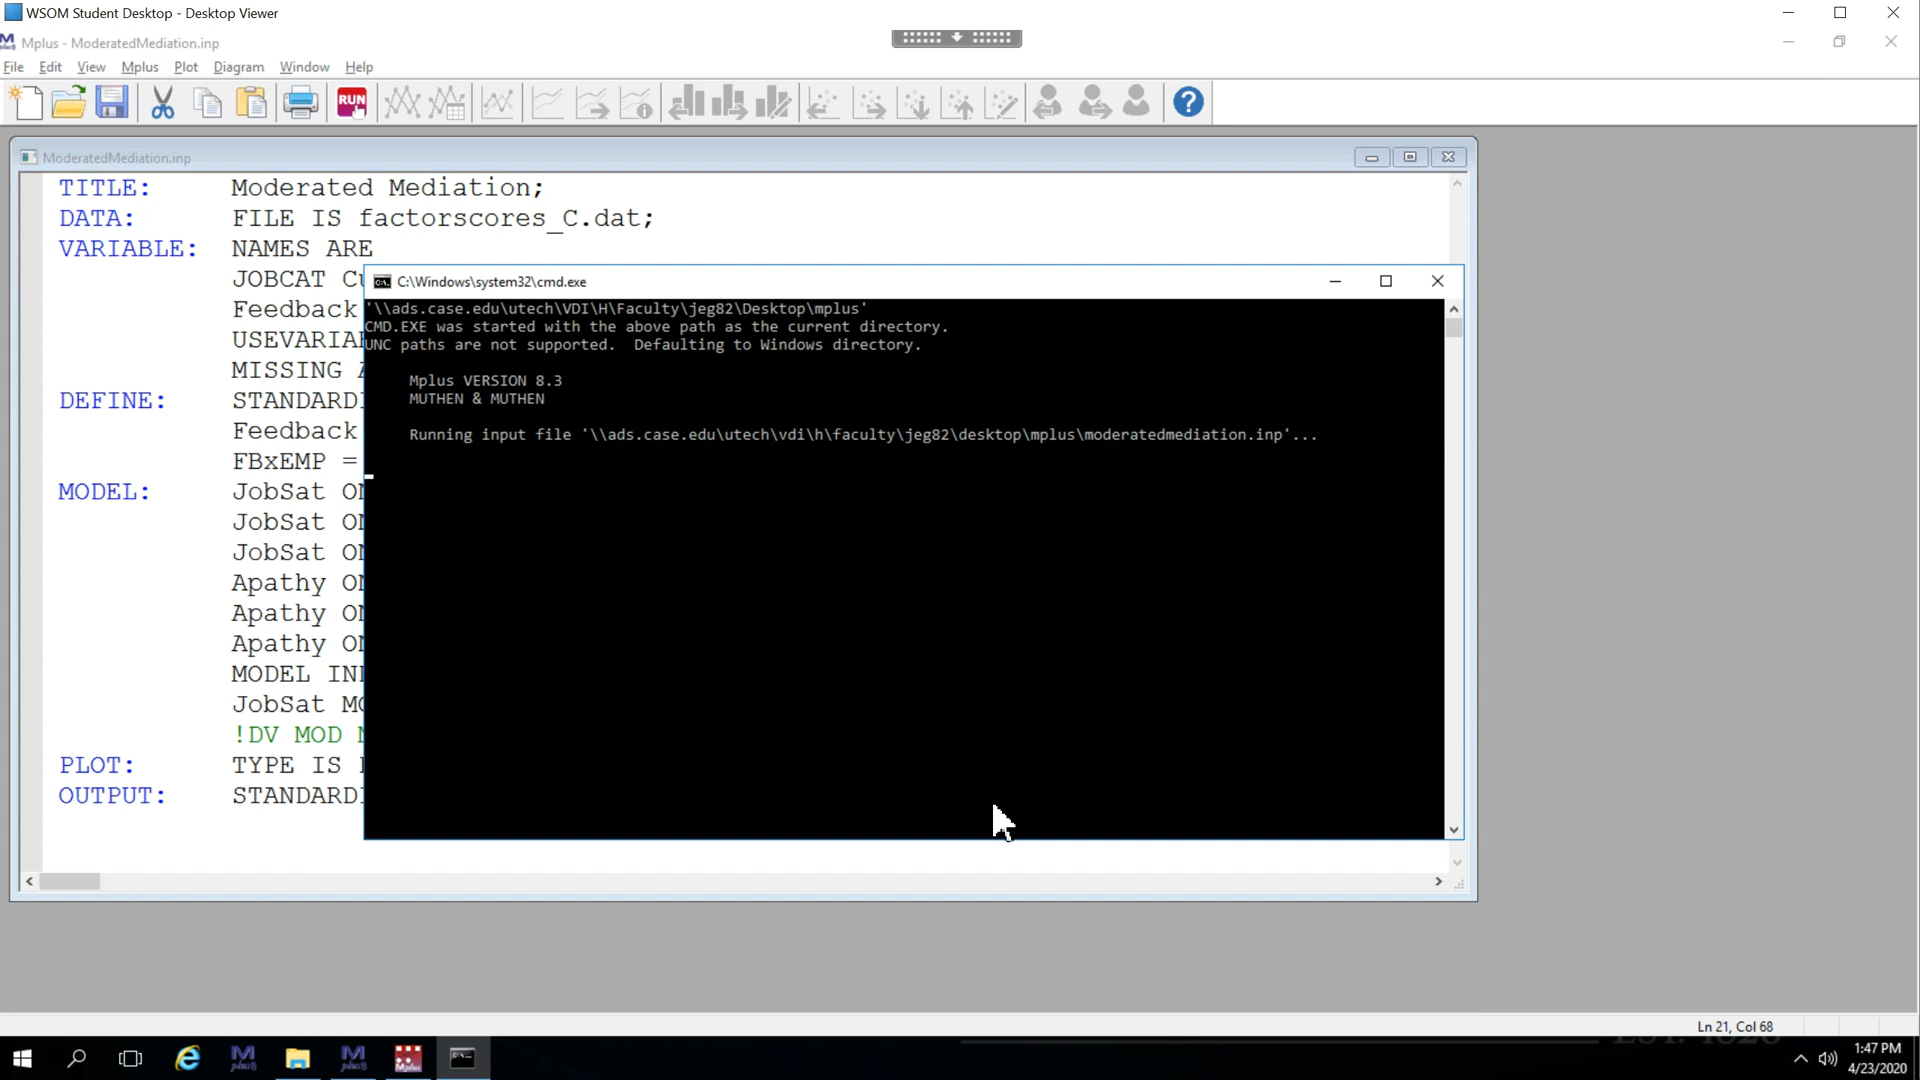 WSOM Student Desktop - Desktop Viewer
Mplus - ModeratedMediation.inp
File Edit View Mplus Plot Diagram Window Help
RUN
ModeratedMediation.inp
TITLE: Moderated Mediation;
DATA: FILE IS factorscores_C.dat;
VARIABLE: NAMES ARE
JOBCAT
Feedback
MISSING
DEFINE:
Feedback
FBxEMP =
MODEL: JobSat
JobSat
JobSat
Apathy
Apathy
Apathy
MODEL
JobSat
!DV MOD
PLOT: TYPE IS
OUTPUT:
C:\Windows\system32\cmd.exe
'\\ads.case.edu\utech\VDI\H\Faculty\jeg82\Desktop\mplus'
CMD.EXE was started with the above path as the current directory.
UNC paths are not supported. Defaulting to Windows directory.
Mplus VERSION 8.3
MUTHEN & MUTHEN
Running input file '\\ads.case.edu\utech\vdi\h\faculty\jeg82\desktop\mplus\moderatedmediation.inp'...
Ln 21, Col 68
1:47 PM
4/23/2020